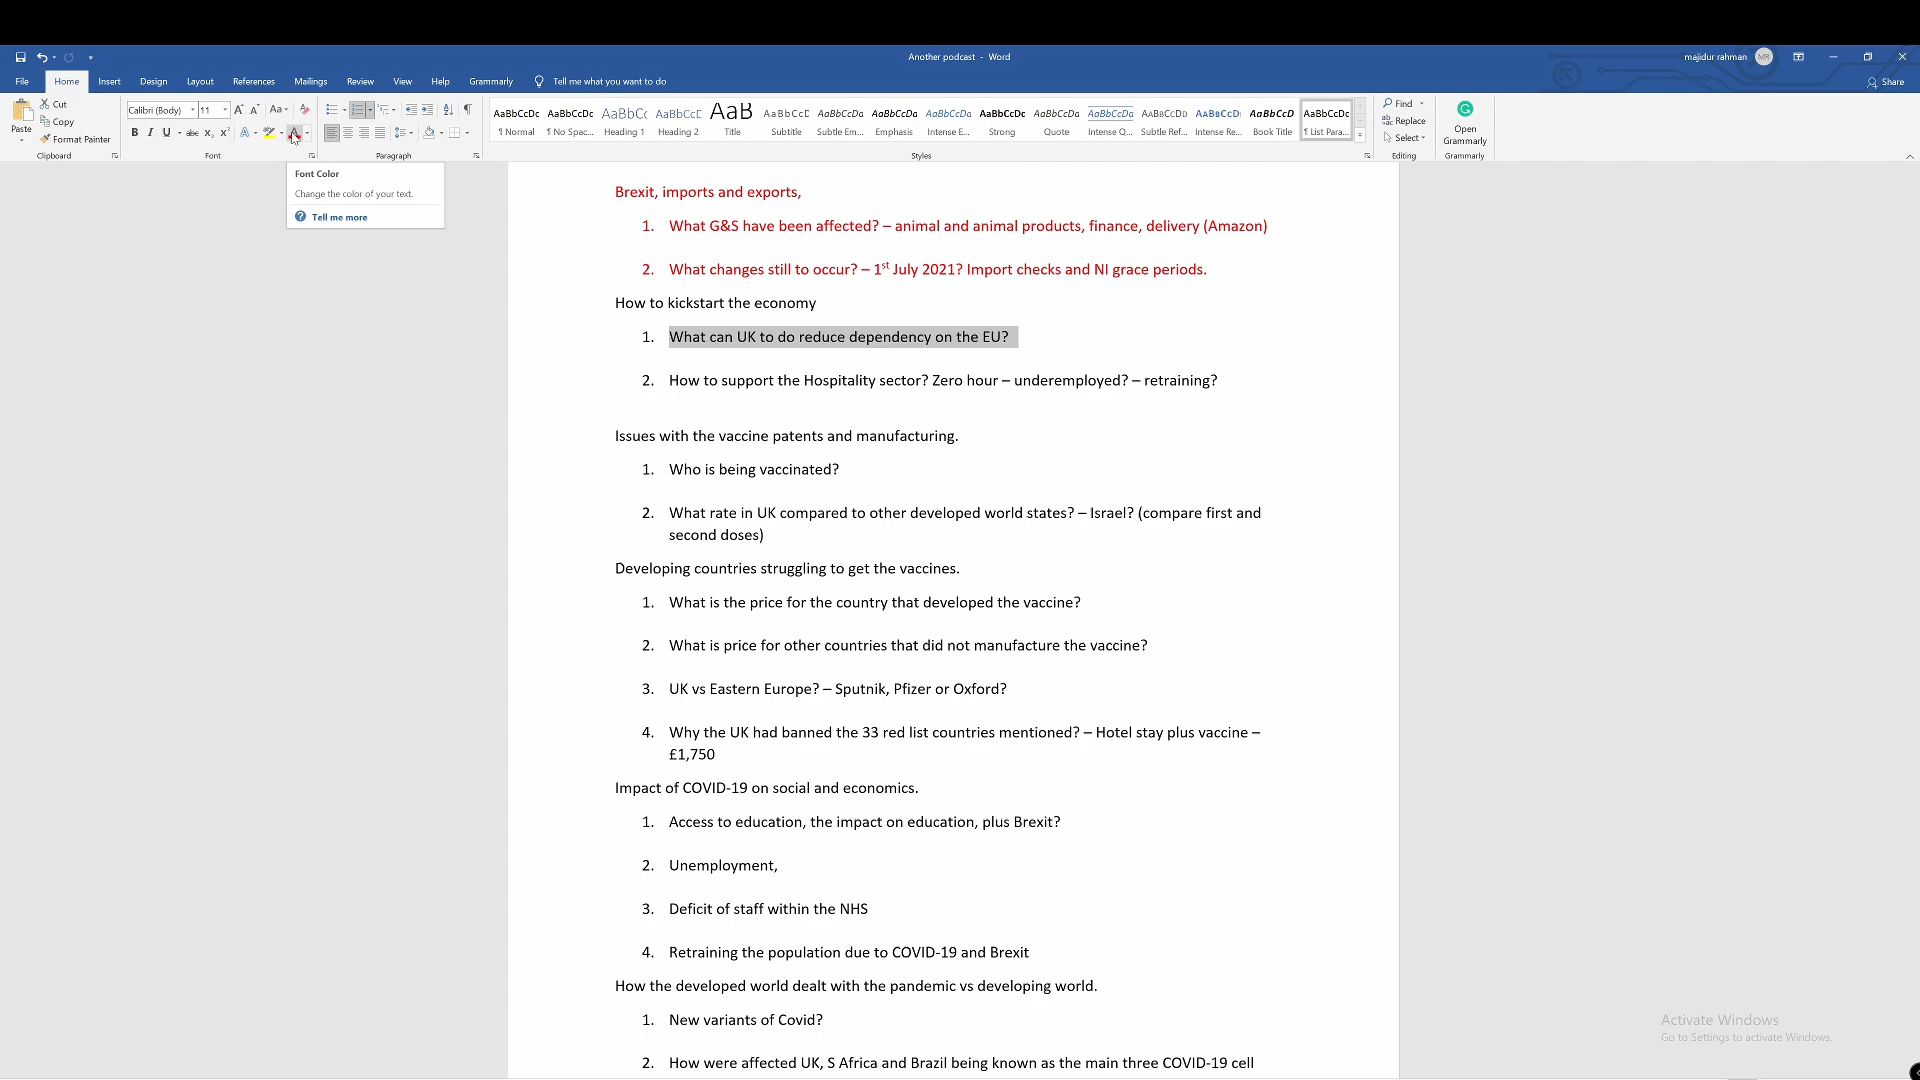 Another podcast - Word
majidur rahman MR
File Home Insert Design Layout References Mailings Review View Help Grammarly Tell me what you want to do Share
Paste
Cut
Copy
Format Painter
Clipboard
Calibri (Body) 11
Font
Paragraph
AaBbCcDc AaBbCcDc AaBbCc AaBbCcE AaB AaBbCcC AaBbCcDa AaBbCcDa AaBbCcDa AaBbCcDc AaBbCcDa AaBbCcDa AaBbCcDd AaBbCcDd AaBbCcD AaBbCcDc
¶ Normal ¶ No Spac... Heading 1 Heading 2 Title Subtitle Subtle Em... Emphasis Intense E... Strong Quote Intense Q... Subtle Ref... Intense Re... Book Title ¶ List Para...
Styles
Find
Replace
Select
Editing
Open
Grammarly
Grammarly
Font Color
Change the color of your text.
Tell me more
Brexit, imports and exports,
1. What G&S have been affected? – animal and animal products, finance, delivery (Amazon)
2. What changes still to occur? – 1st July 2021? Import checks and NI grace periods.
How to kickstart the economy
1. What can UK to do reduce dependency on the EU?
2. How to support the Hospitality sector? Zero hour – underemployed? – retraining?
Issues with the vaccine patents and manufacturing.
1. Who is being vaccinated?
2. What rate in UK compared to other developed world states? – Israel? (compare first and
second doses)
Developing countries struggling to get the vaccines.
1. What is the price for the country that developed the vaccine?
2. What is price for other countries that did not manufacture the vaccine?
3. UK vs Eastern Europe? – Sputnik, Pfizer or Oxford?
4. Why the UK had banned the 33 red list countries mentioned? – Hotel stay plus vaccine –
£1,750
Impact of COVID-19 on social and economics.
1. Access to education, the impact on education, plus Brexit?
2. Unemployment,
3. Deficit of staff within the NHS
4. Retraining the population due to COVID-19 and Brexit
How the developed world dealt with the pandemic vs developing world.
1. New variants of Covid?
2. How were affected UK, S Africa and Brazil being known as the main three COVID-19 cell
Activate Windows
Go to Settings to activate Windows.